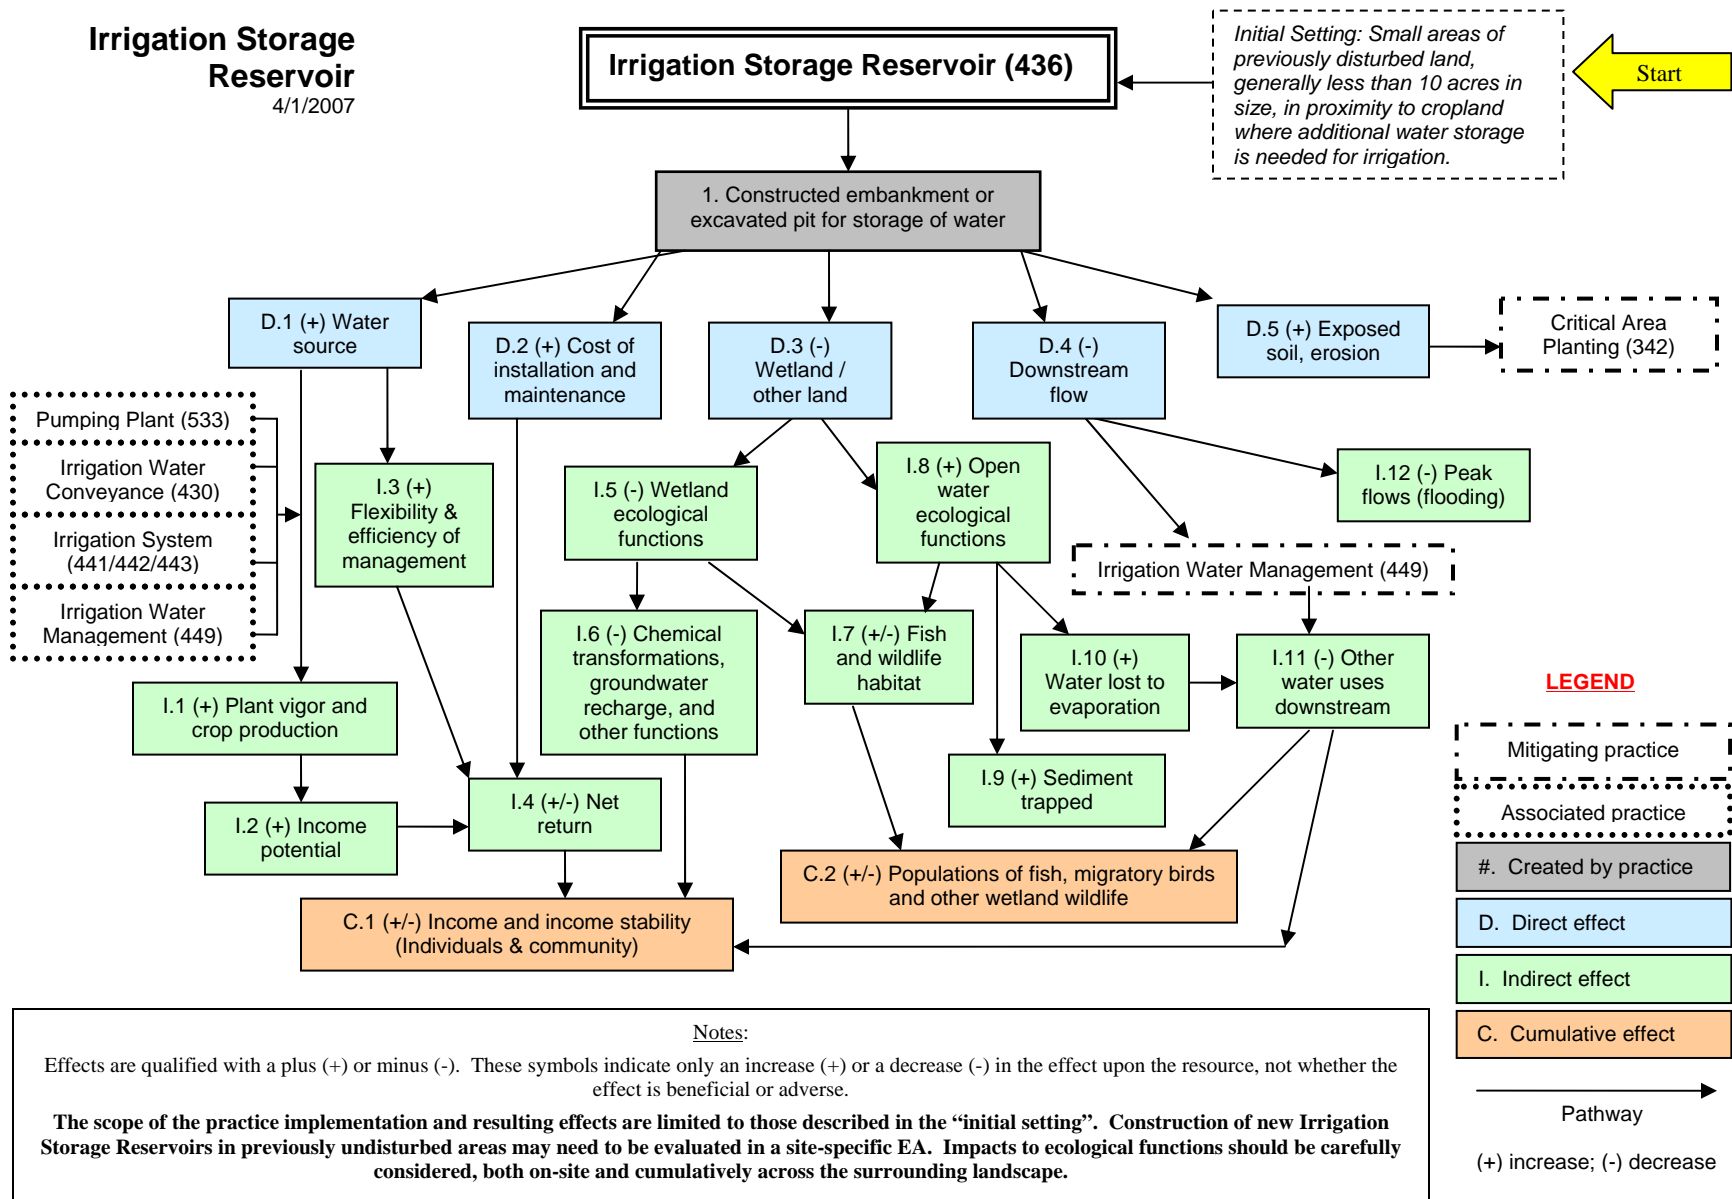 Irrigation Storage
Reservoir
4/1/2007
Irrigation Storage Reservoir (436)
Initial Setting: Small areas of
previously disturbed land,
generally less than 10 acres in
size, in proximity to cropland
where additional water storage
is needed for irrigation.
Start
1. Constructed embankment or
excavated pit for storage of water
D.1 (+) Water
source
D.2 (+) Cost of
installation and
maintenance
D.3 (-)
Wetland /
other land
D.4 (-)
Downstream
flow
D.5 (+) Exposed
soil, erosion
Critical Area
Planting (342)
Pumping Plant (533)
Irrigation Water
Conveyance (430)
Irrigation System
(441/442/443)
Irrigation Water
Management (449)
I.3 (+)
Flexibility &
efficiency of
management
I.5 (-) Wetland
ecological
functions
I.8 (+) Open
water
ecological
functions
I.12 (-) Peak
flows (flooding)
Irrigation Water Management (449)
I.6 (-) Chemical
transformations,
groundwater
recharge, and
other functions
I.7 (+/-) Fish
and wildlife
habitat
I.10 (+)
Water lost to
evaporation
I.11 (-) Other
water uses
downstream
I.1 (+) Plant vigor and
crop production
I.9 (+) Sediment
trapped
I.2 (+) Income
potential
I.4 (+/-) Net
return
C.2 (+/-) Populations of fish, migratory birds
and other wetland wildlife
C.1 (+/-) Income and income stability
(Individuals & community)
LEGEND
Mitigating practice
Associated practice
#. Created by practice
D. Direct effect
I. Indirect effect
C. Cumulative effect
Pathway
(+) increase; (-) decrease
Notes:
Effects are qualified with a plus (+) or minus (-). These symbols indicate only an increase (+) or a decrease (-) in the effect upon the resource, not whether the
effect is beneficial or adverse.
The scope of the practice implementation and resulting effects are limited to those described in the “initial setting”. Construction of new Irrigation
Storage Reservoirs in previously undisturbed areas may need to be evaluated in a site-specific EA. Impacts to ecological functions should be carefully
considered, both on-site and cumulatively across the surrounding landscape.